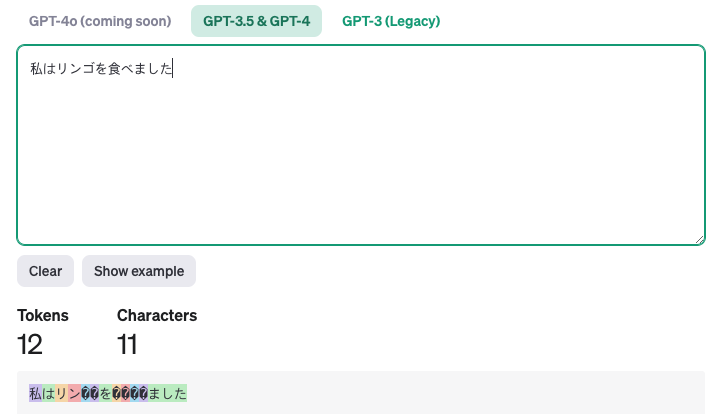 GPT-4o (coming soon) GPT-3.5 & GPT-4 GPT-3 (Legacy)
私はリンゴを食べました
Clear Show example
Tokens Characters
12 11
私はリン��を����ました